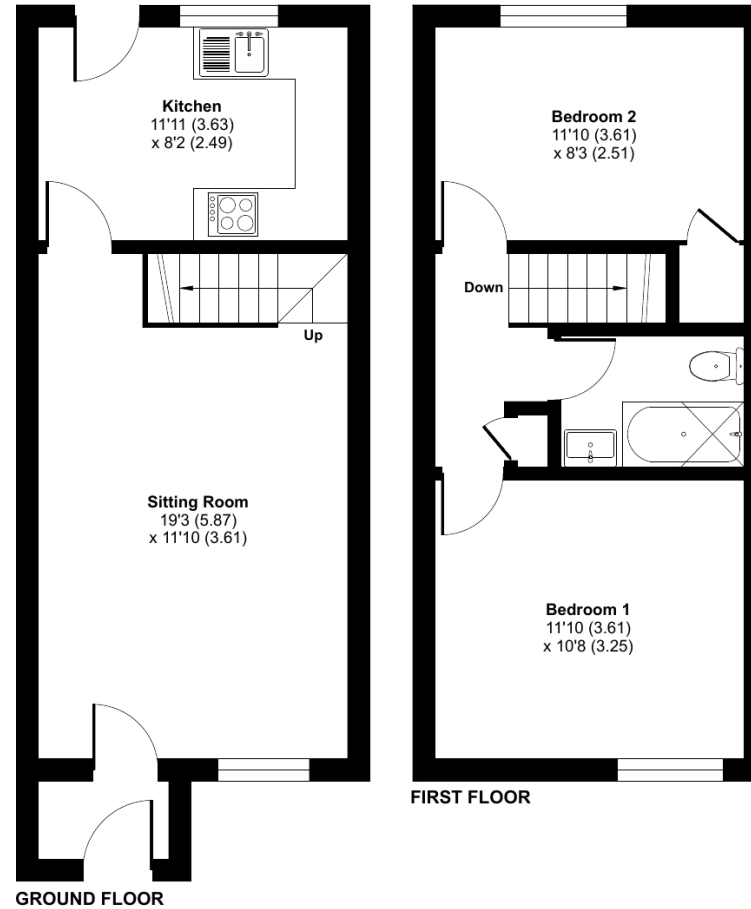 Kitchen
11'11 (3.63)
x 8'2 (2.49)
Up
Sitting Room
19'3 (5.87)
x 11'10 (3.61)
GROUND FLOOR
Bedroom 2
11'10 (3.61)
x 8'3 (2.51)
Down
Bedroom 1
11'10 (3.61)
x 10'8 (3.25)
FIRST FLOOR